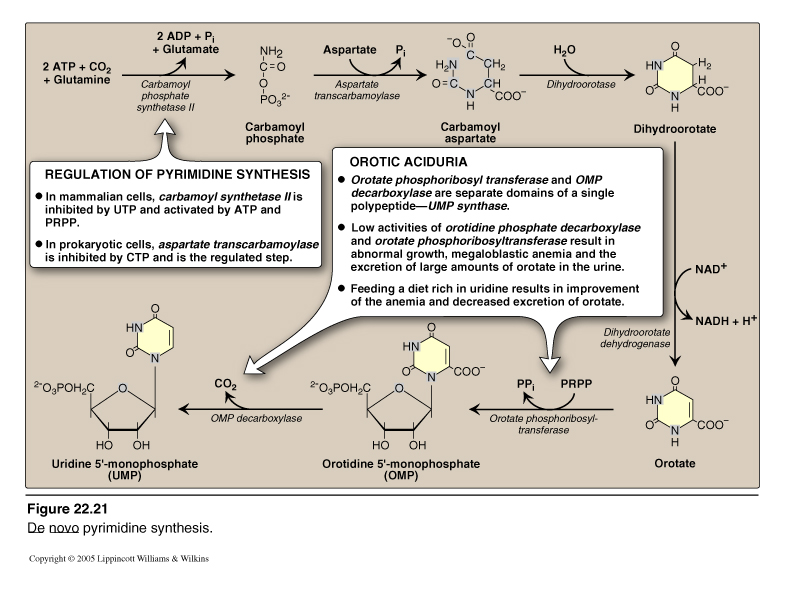 2 ATP + CO2
+ Glutamine
2 ADP + Pi
+ Glutamate
Carbamoyl
phosphate
synthetase II
NH2
C=O
O
PO3²⁻
Carbamoyl
phosphate
Aspartate
Pi
Aspartate
transcarbamoylase
⁻O
O
C
H2N
CH2
O=C
CH
N
H
COO⁻
Carbamoyl
aspartate
H2O
Dihydroorotase
O
HN
H2
H
O
N
H
COO⁻
Dihydroorotate
REGULATION OF PYRIMIDINE SYNTHESIS
● In mammalian cells, carbamoyl synthetase II is
inhibited by UTP and activated by ATP and
PRPP.
● In prokaryotic cells, aspartate transcarbamoylase
is inhibited by CTP and is the regulated step.
OROTIC ACIDURIA
● Orotate phosphoribosyl transferase and OMP
decarboxylase are separate domains of a single
polypeptide—UMP synthase.
● Low activities of orotidine phosphate decarboxylase
and orotate phosphoribosyltransferase result in
abnormal growth, megaloblastic anemia and the
excretion of large amounts of orotate in the urine.
● Feeding a diet rich in uridine results in improvement
of the anemia and decreased excretion of orotate.
NAD⁺
NADH + H⁺
Dihydroorotate
dehydrogenase
O
HN
O
N
²⁻O3POH2C
O
HO OH
Uridine 5'-monophosphate
(UMP)
CO2
OMP decarboxylase
O
HN
O
N
COO⁻
²⁻O3POH2C
O
HO OH
Orotidine 5'-monophosphate
(OMP)
PPi
PRPP
Orotate phosphoribosyl-
transferase
O
HN
O
N
H
COO⁻
Orotate
Figure 22.21
De novo pyrimidine synthesis.
Copyright © 2005 Lippincott Williams & Wilkins